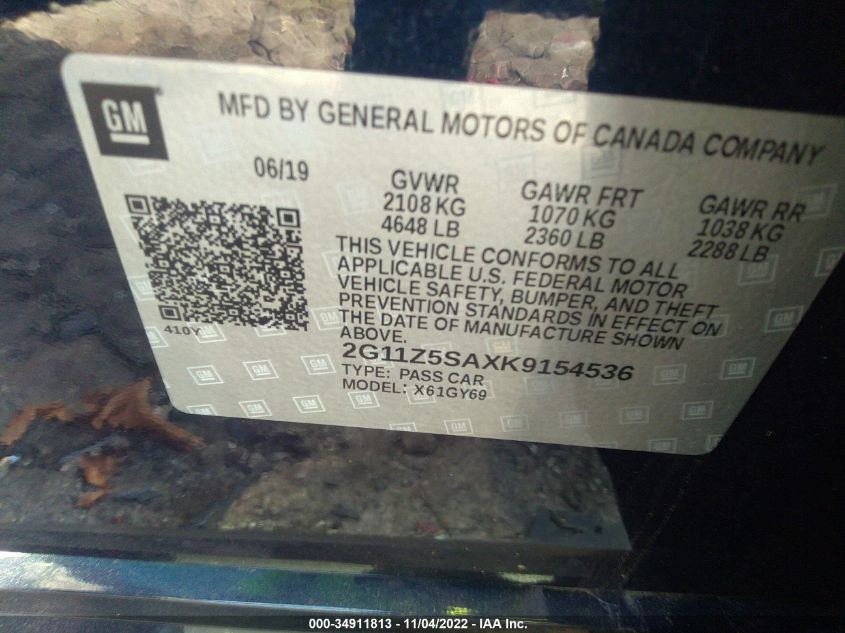 GM
MFD BY GENERAL MOTORS OF CANADA COMPANY
06/19
GVWR
2108 KG
4648 LB
GAWR FRT
1070 KG
2360 LB
GAWR RR
1038 KG
2288 LB
THIS VEHICLE CONFORMS TO ALL
APPLICABLE U.S. FEDERAL MOTOR
VEHICLE SAFETY, BUMPER, AND THEFT
PREVENTION STANDARDS IN EFFECT ON
THE DATE OF MANUFACTURE SHOWN
ABOVE.
410Y
2G11Z5SAXK9154536
TYPE: PASS CAR
MODEL: X61GY69
000-34911813 - 11/04/2022 - IAA Inc.